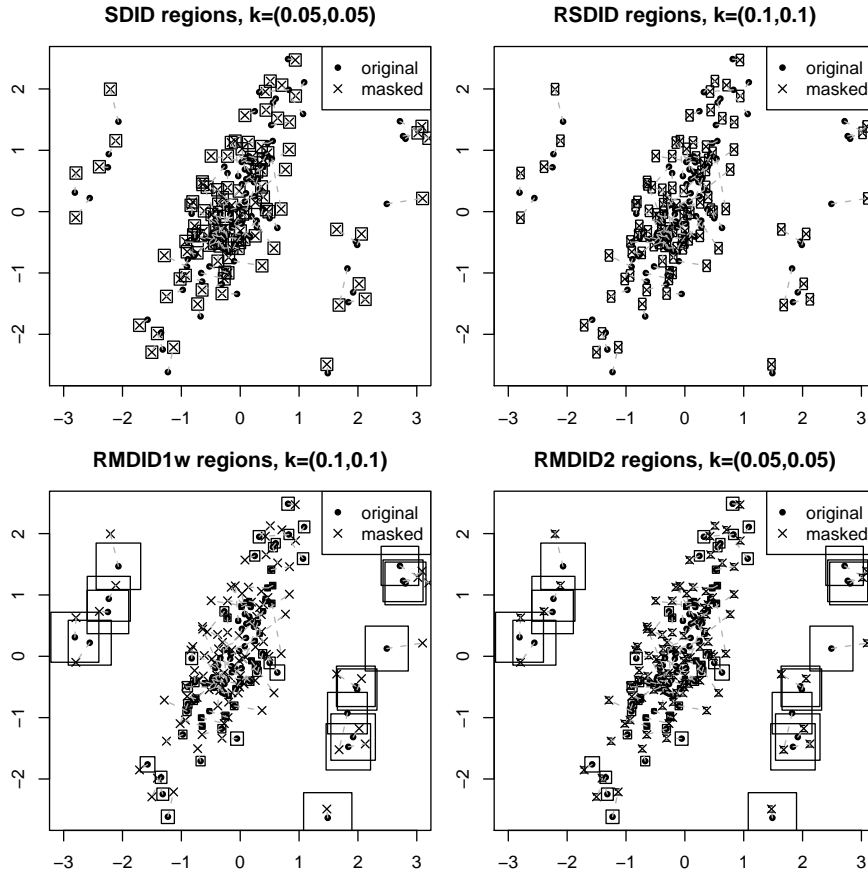 SDID regions, k=(0.05,0.05)
original
masked
2
1
0
−1
−2
−3 −2 −1 0 1 2 3
RSDID regions, k=(0.1,0.1)
original
masked
2
1
0
−1
−2
−3 −2 −1 0 1 2 3
RMDID1w regions, k=(0.1,0.1)
original
masked
2
1
0
−1
−2
−3 −2 −1 0 1 2 3
RMDID2 regions, k=(0.05,0.05)
original
masked
2
1
0
−1
−2
−3 −2 −1 0 1 2 3